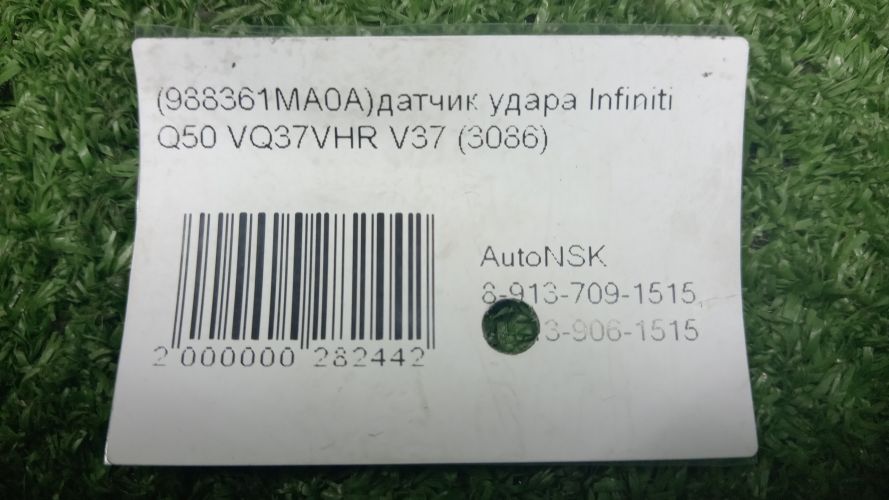 (988361MA0A)датчик удара Infiniti
Q50 VQ37VHR V37 (3086)
AutoNSK
8-913-709-1515,
3-906-1515
2 000000 282442